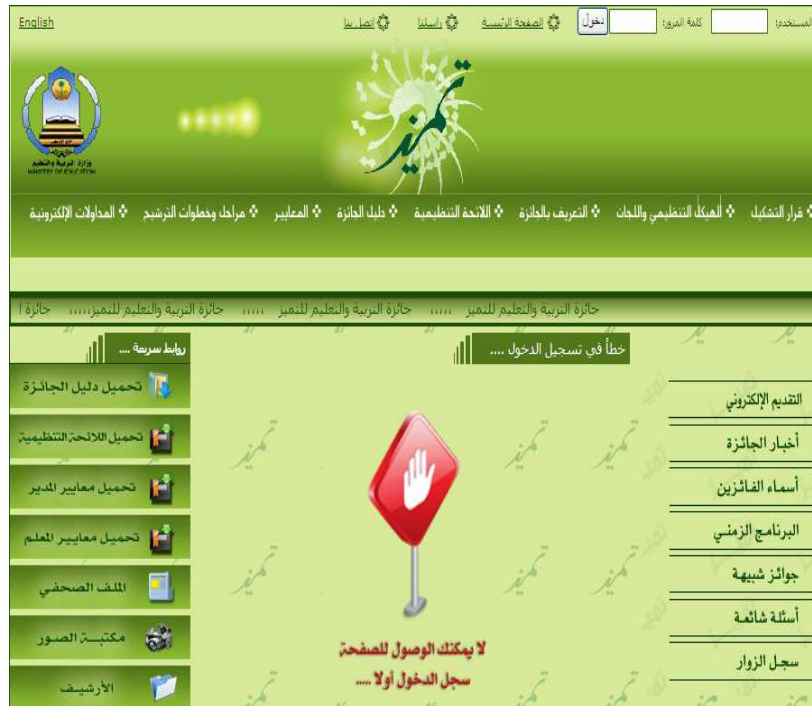 المستخدم: كلمة المرور: دخول الصفحة الرئيسية راسلنا اتصل بنا English
تميز
وزارة التربية والتعليم
MINISTRY OF EDUCATION
قرار التشكيل الهيكل التنظيمي واللجان التعريف بالجائزة اللائحة التنظيمية دليل الجائزة المعايير مراحل وخطوات الترشيح المداولات الإلكترونية
جائزة التربية والتعليم للتميز ..... جائزة التربية والتعليم للتميز ..... جائزة التربية والتعليم للتميز..... جائزة ا
خطأ في تسجيل الدخول ....
التقديم الإلكتروني
أخبار الجائزة
أسماء الفائزين
البرنامج الزمني
جوائز شبيهة
أسئلة شائعة
سجل الزوار
لا يمكنك الوصول للصفحة
سجل الدخول أولا .....
روابط سريعة ....
تحميل دليل الجائزة
تحميل اللائحة التنظيمية
تحميل معايير المدير
تحميل معايير المعلم
الملف الصحفي
مكتبة الصور
الأرشيف